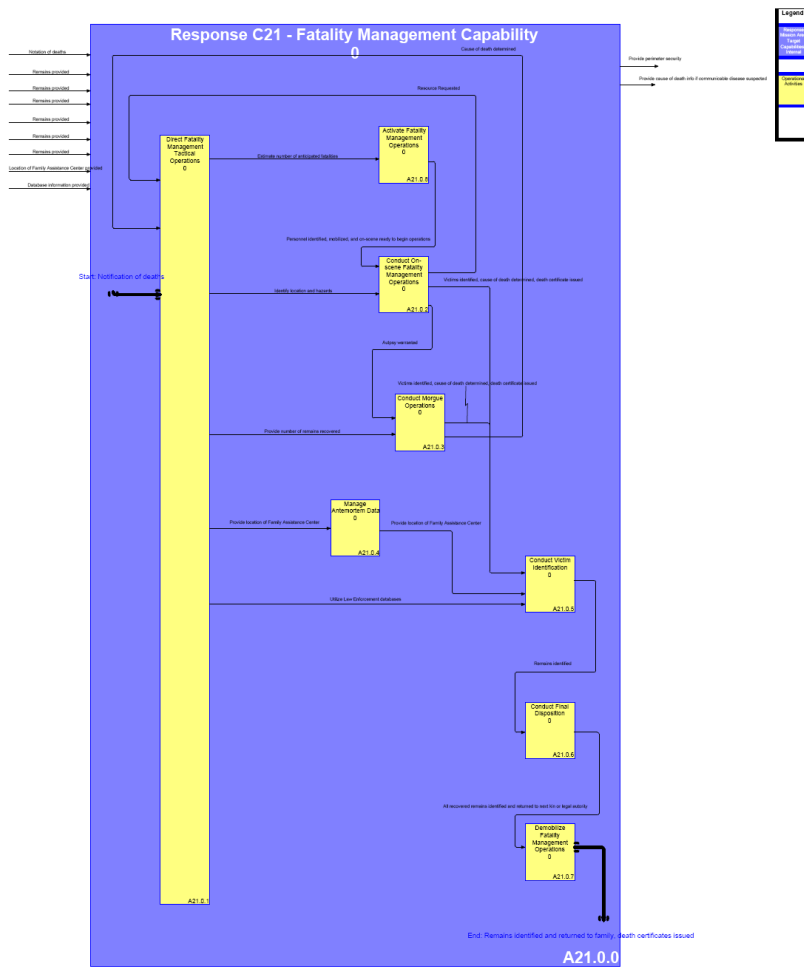 Response C21 - Fatality Management Capability
0
Legend
Response
Mission Area
Target
Capabilities
Internal
Operational
Activities
Notation of deaths
Remains provided
Remains provided
Remains provided
Remains provided
Remains provided
Remains provided
Location of Family Assistance Center provided
Database information provided
Cause of death determined
Provide perimeter security
Provide cause of death info if communicable disease suspected
Resource Requested
Direct Fatality
Management
Tactical
Operations
0
A21.0.1
Estimate number of anticipated fatalities
Activate Fatality
Management
Operations
0
Personnel identified, mobilized, and on-scene ready to begin operations
Start: Notification of deaths
Conduct On-
scene Fatality
Management
Operations
0
A21.0.2
Identify location and hazards
Victims identified, cause of death determined, death certificate issued
Autpsy warranted
Victims identified, cause of death determined, death certificate issued
Conduct Morgue
Operations
0
A21.0.3
Provide number of remains recovered
Manage
Antemortem Data
0
A21.0.4
Provide location of Family Assistance Center
Provide location of Family Assistance Center
Conduct Victim
Identification
0
A21.0.5
Utilize Law Enforcement databases
Remains identified
Conduct Final
Disposition
0
A21.0.6
All recovered remains identified and returned to next kin or legal autority
Demobilize
Fatality
Management
Operations
0
A21.0.7
End: Remains identified and returned to family, death certificates issued
A21.0.0